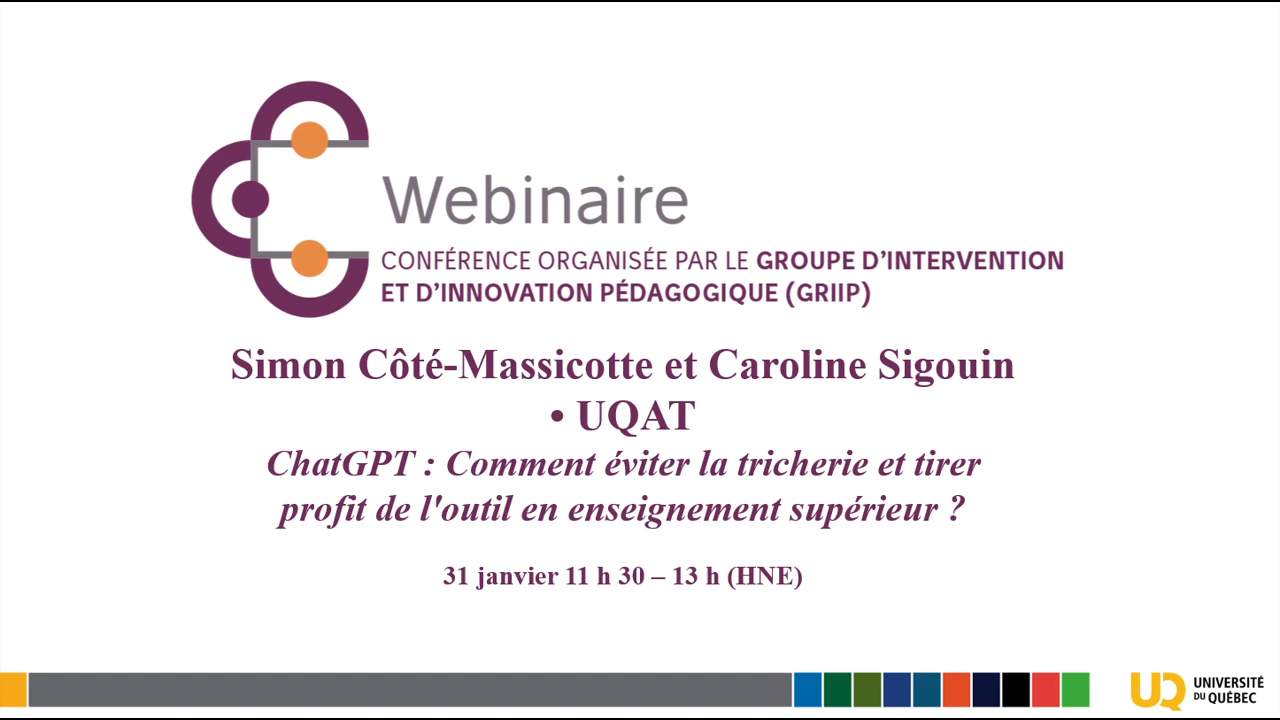 Webinaire
CONFÉRENCE ORGANISÉE PAR LE GROUPE D’INTERVENTION
ET D’INNOVATION PÉDAGOGIQUE (GRIIP)
Simon Côté-Massicotte et Caroline Sigouin
• UQAT
ChatGPT : Comment éviter la tricherie et tirer
profit de l'outil en enseignement supérieur ?
31 janvier 11 h 30 – 13 h (HNE)
UQ UNIVERSITÉ
DU QUÉBEC